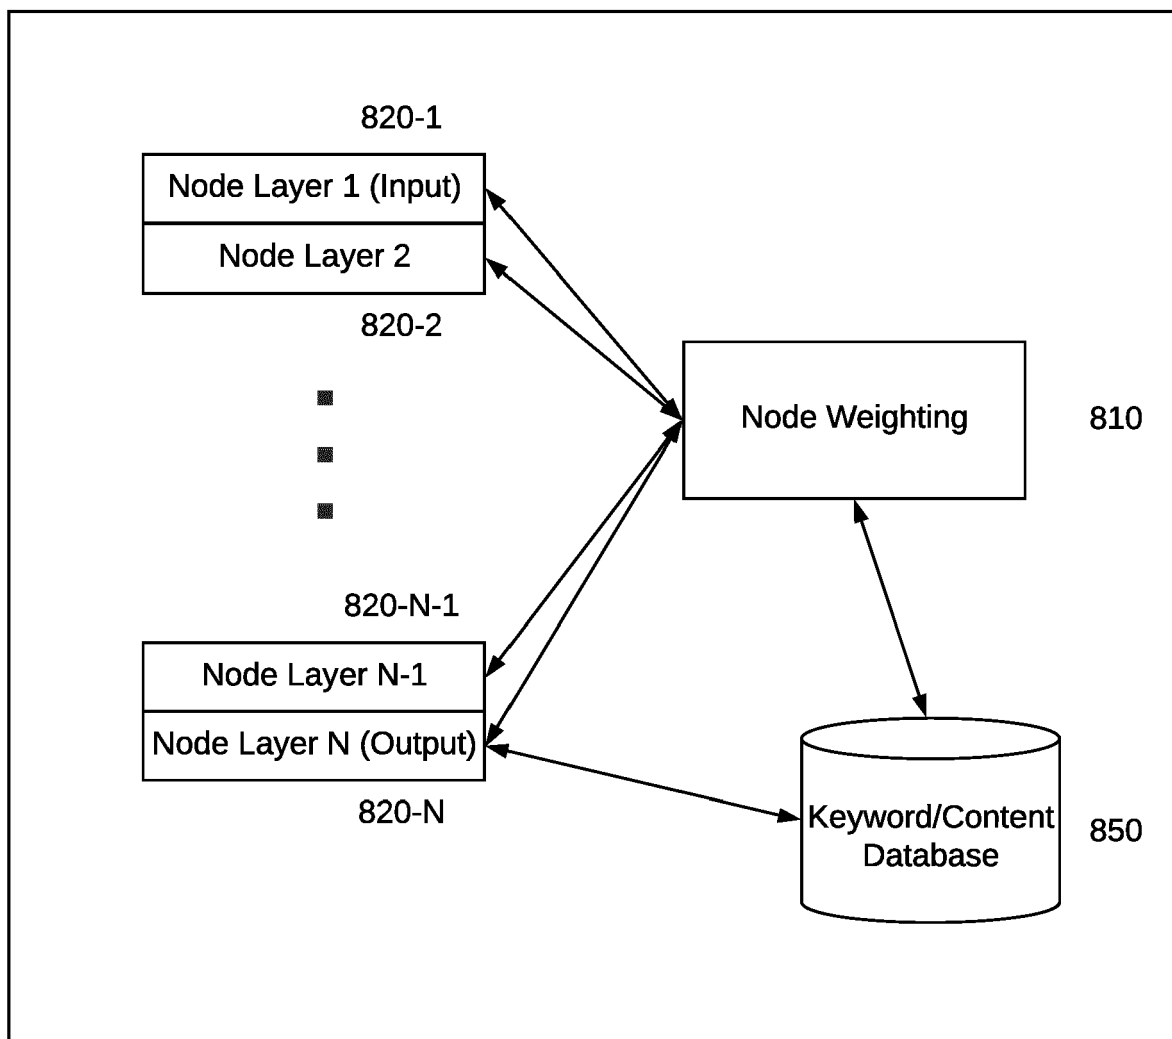 820-1
Node Layer 1 (Input)
Node Layer 2
820-2
Node Weighting
810
820-N-1
Node Layer N-1
Node Layer N (Output)
820-N
Keyword/Content
Database
850